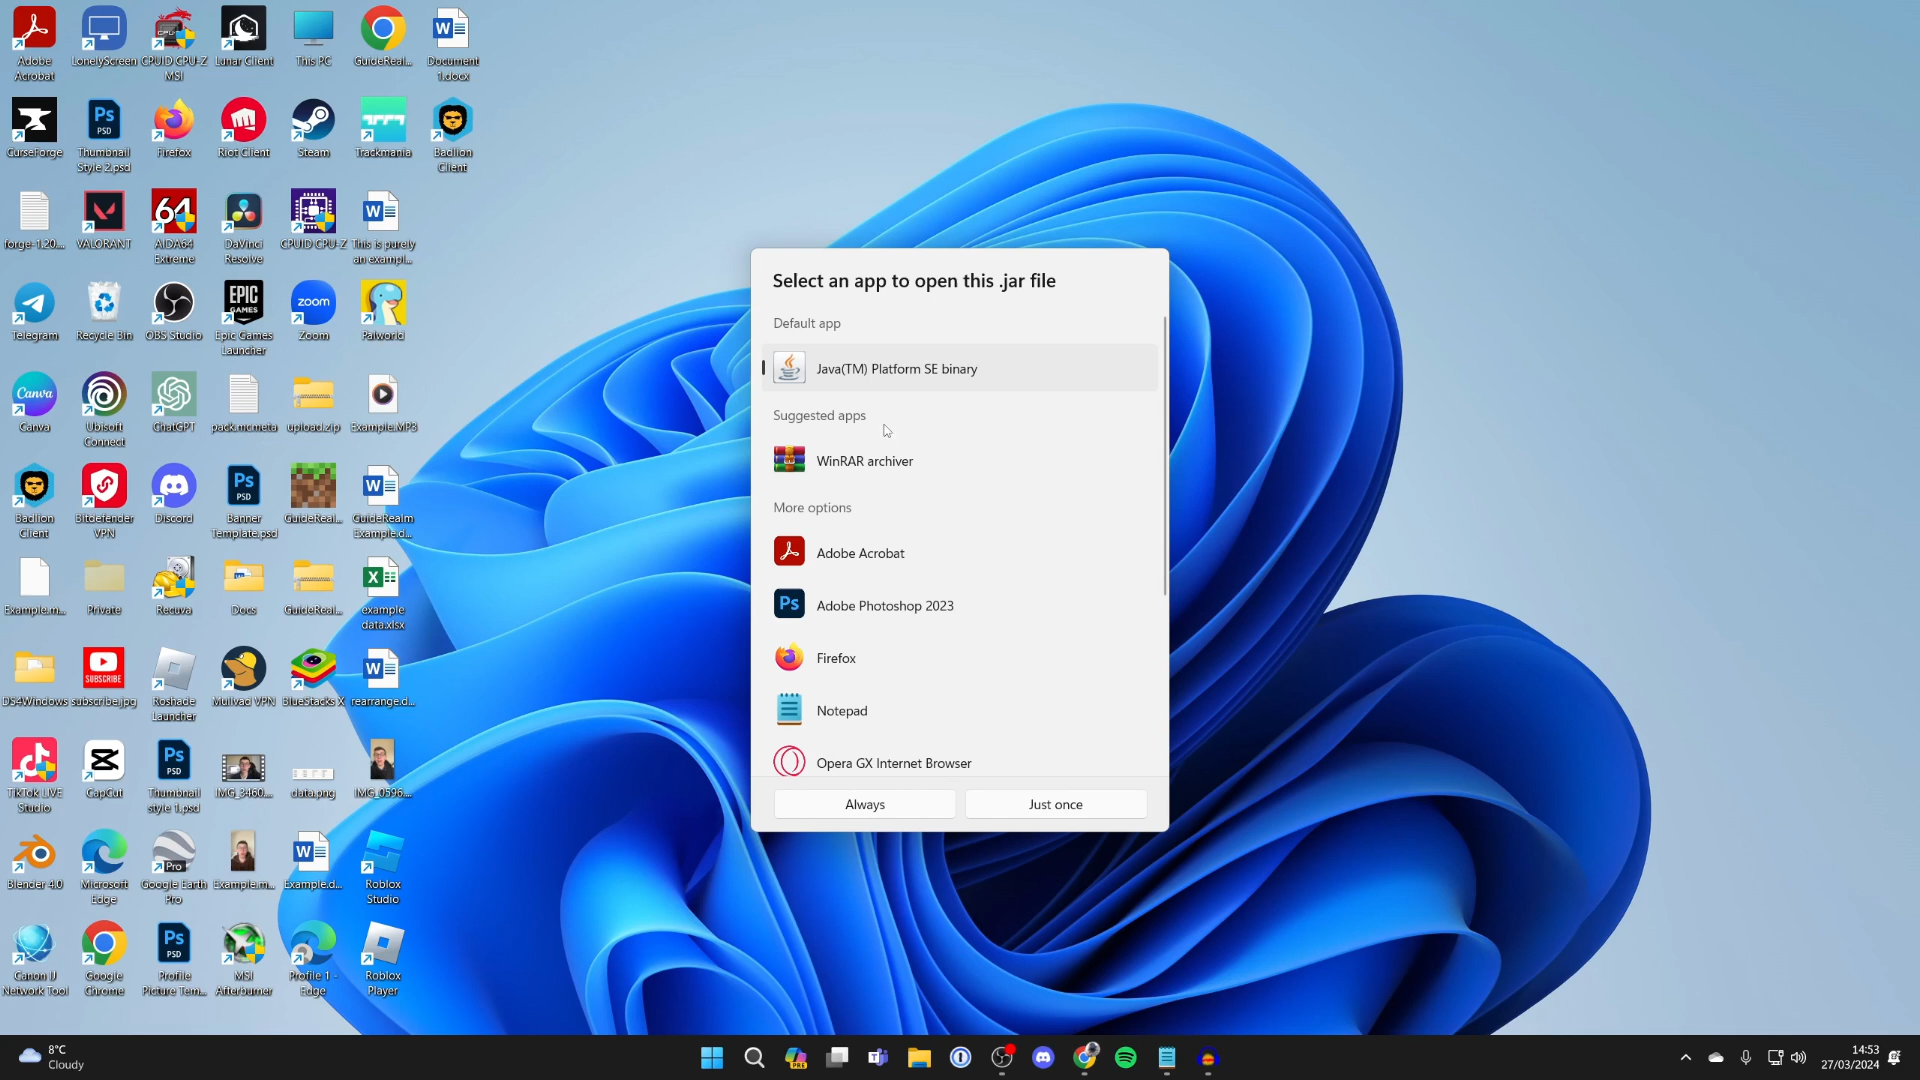 Adobe
Acrobat
LonelyScreen
CPUID CPU-Z
MSI
Lunar Client
This PC
GuideReal...
Document
1.docx
CurseForge
Thumbnail
Style 2.psd
Firefox
Riot Client
Steam
Trackmania
Badlion
Client
forge-1.20...
VALORANT
AIDA64
Extreme
DaVinci
Resolve
CPUID CPU-Z
This is purely
an exampl...
Telegram
Recycle Bin
OBS Studio
Epic Games
Launcher
Zoom
Palworld
Canva
Ubisoft
Connect
ChatGPT
pack.mcmeta
upload.zip
Example.MP3
Badlion
Client
Bitdefender
VPN
Discord
Banner
Template.psd
GuideReal...
GuideRealm
Example.d...
Example.m...
Private
Recuva
Docs
GuideReal...
example
data.xlsx
DS4Windows
subscribe.jpg
Roshade
Launcher
Mullvad VPN
BlueStacks X
rearrange.d...
TikTok LIVE
Studio
CapCut
Thumbnail
style 1.psd
IMG_3460....
data.png
IMG_0596....
Blender 4.0
Microsoft
Edge
Google Earth
Pro
Example.m...
Example.d...
Roblox
Studio
Canon IJ
Network Tool
Google
Chrome
Profile
Picture Tem...
MSI
Afterburner
Profile 1 -
Edge
Roblox
Player
Select an app to open this .jar file
Default app
Java(TM) Platform SE binary
Suggested apps
WinRAR archiver
More options
Adobe Acrobat
Adobe Photoshop 2023
Firefox
Notepad
Opera GX Internet Browser
Always
Just once
8°C
Cloudy
14:53
27/03/2024